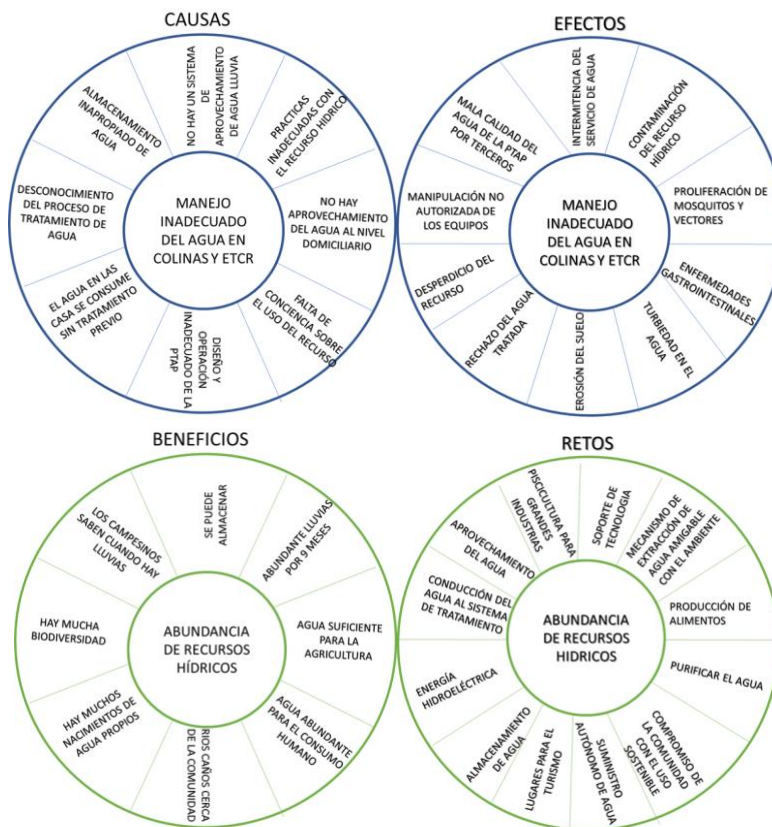 CAUSAS
NO HAY UN SISTEMA
DE
APROVECHAMIENTO
DE AGUA LLUVIA
PRACTICAS
INADECUADAS CON
EL RECURSO HIDRICO
NO HAY
APROVECHAMIENTO
DEL AGUA AL NIVEL
DOMICILIARIO
FALTA DE
CONCIENCIA SOBRE
EL USO DEL RECURSO
DISEÑO Y
OPERACIÓN
INADECUADO DE LA
PTAP
EL AGUA EN LAS
CASA SE CONSUME
SIN TRATAMIENTO
PREVIO
DESCONOCIMIENTO
DEL PROCESO DE
TRATAMIENTO DE
AGUA
ALMACENAMIENTO
INAPROPIADO DE
AGUA
MANEJO
INADECUADO
DEL AGUA EN
COLINAS Y ETCR
EFECTOS
INTERMITENCIA DEL
SERVICIO DE AGUA
CONTAMINACIÓN
DEL RECURSO
HÍDRICO
PROLIFERACIÓN DE
MOSQUITOS Y
VECTORES
ENFERMEDADES
GASTROINTESTINALES
TURBIEDAD EN EL
AGUA
EROSIÓN DEL SUELO
RECHAZO DEL AGUA
TRATADA
DESPERDICIO DEL
RECURSO
MANIPULACIÓN NO
AUTORIZADA DE
LOS EQUIPOS
MALA CALIDAD DEL
AGUA DE LA PTAP
POR TERCEROS
MANEJO
INADECUADO
DEL AGUA EN
COLINAS Y ETCR
BENEFICIOS
SE PUEDE
ALMACENAR
ABUNDANTE LLUVIAS
POR 9 MESES
AGUA SUFICIENTE
PARA LA
AGRICULTURA
AGUA ABUNDANTE
PARA EL CONSUMO
HUMANO
RIOS CAÑOS CERCA
DE LA COMUNIDAD
HAY MUCHOS
NACIMIENTOS DE
AGUA PROPIOS
HAY MUCHA
BIODIVERSIDAD
LOS CAMPESINOS
SABEN CUANDO HAY
LLUVIAS
ABUNDANCIA
DE RECURSOS
HÍDRICOS
RETOS
SOPORTE DE
TECNOLOGIA
MECANISMO DE
EXTRACCIÓN DE
AGUA AMIGABLE
CON EL AMBIENTE
PRODUCCIÓN DE
ALIMENTOS
PURIFICAR EL AGUA
COMPROMISO DE
LA COMUNIDAD
CON EL USO
SOSTENIBLE
SUMINISTRO
AUTÓNOMO DE AGUA
LUGARES PARA EL
TURISMO
ALMACENAMIENTO
DE AGUA
ENERGÍA
HIDROELÉCTRICA
CONDUCCIÓN DEL
AGUA AL SISTEMA
DE TRATAMIENTO
APROVECHAMIENTO
DEL AGUA
PISCICULTURA PARA
GRANDES
INDUSTRIAS
ABUNDANCIA
DE RECURSOS
HIDRICOS